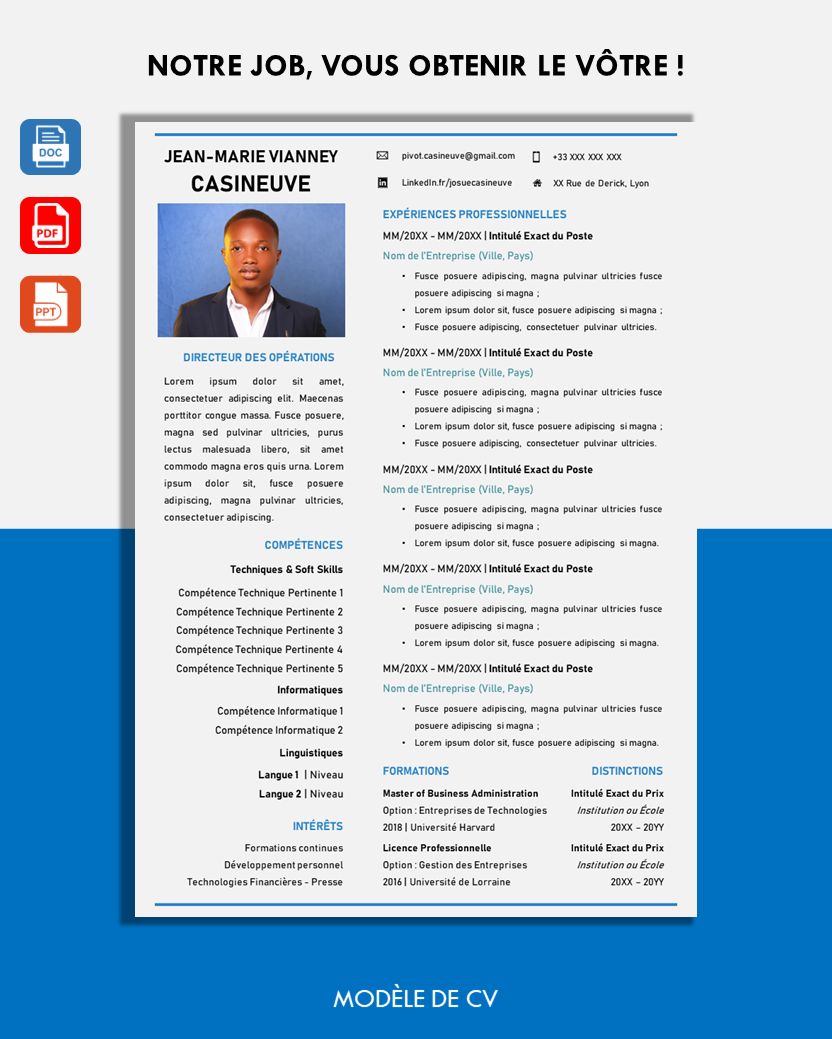 NOTRE JOB, VOUS OBTENIR LE VÔTRE !
DOC
PDF
PPT
JEAN-MARIE VIANNEY
CASINEUVE
pivot.casineuve@gmail.com
+33 XXX XXX XXX
in
LinkedIn.fr/josuecasineuve
XX Rue de Derick, Lyon
DIRECTEUR DES OPÉRATIONS
Lorem ipsum dolor sit amet,
consectetuer adipiscing elit. Maecenas
porttitor congue massa. Fusce posuere,
magna sed pulvinar ultricies, purus
lectus malesuada libero, sit amet
commodo magna eros quis urna. Lorem
ipsum dolor sit, fusce posuere
adipiscing, magna pulvinar ultricies,
consectetuer adipiscing.
COMPÉTENCES
Techniques & Soft Skills
Compétence Technique Pertinente 1
Compétence Technique Pertinente 2
Compétence Technique Pertinente 3
Compétence Technique Pertinente 4
Compétence Technique Pertinente 5
Informatiques
Compétence Informatique 1
Compétence Informatique 2
Linguistiques
Langue 1 | Niveau
Langue 2 | Niveau
INTÉRÊTS
Formations continues
Développement personnel
Technologies Financières - Presse
EXPÉRIENCES PROFESSIONNELLES
MM/20XX - MM/20XX | Intitulé Exact du Poste
Nom de l'Entreprise (Ville, Pays)
• Fusce posuere adipiscing, magna pulvinar ultricies fusce
posuere adipiscing si magna ;
• Lorem ipsum dolor sit, fusce posuere adipiscing si magna ;
• Fusce posuere adipiscing, consectetuer pulvinar ultricies.
MM/20XX - MM/20XX | Intitulé Exact du Poste
Nom de l'Entreprise (Ville, Pays)
• Fusce posuere adipiscing, magna pulvinar ultricies fusce
posuere adipiscing si magna ;
• Lorem ipsum dolor sit, fusce posuere adipiscing si magna ;
• Fusce posuere adipiscing, consectetuer pulvinar ultricies.
MM/20XX - MM/20XX | Intitulé Exact du Poste
Nom de l'Entreprise (Ville, Pays)
• Fusce posuere adipiscing, magna pulvinar ultricies fusce
posuere adipiscing si magna ;
• Lorem ipsum dolor sit, fusce posuere adipiscing si magna.
MM/20XX - MM/20XX | Intitulé Exact du Poste
Nom de l'Entreprise (Ville, Pays)
• Fusce posuere adipiscing, magna pulvinar ultricies fusce
posuere adipiscing si magna ;
• Lorem ipsum dolor sit, fusce posuere adipiscing si magna.
MM/20XX - MM/20XX | Intitulé Exact du Poste
Nom de l'Entreprise (Ville, Pays)
• Fusce posuere adipiscing, magna pulvinar ultricies fusce
posuere adipiscing si magna ;
• Lorem ipsum dolor sit, fusce posuere adipiscing si magna.
FORMATIONS
Master of Business Administration
Option : Entreprises de Technologies
2018 | Université Harvard
Licence Professionnelle
Option : Gestion des Entreprises
2016 | Université de Lorraine
DISTINCTIONS
Intitulé Exact du Prix
Institution ou École
20XX – 20YY
Intitulé Exact du Prix
Institution ou École
20XX – 20YY
MODÈLE DE CV